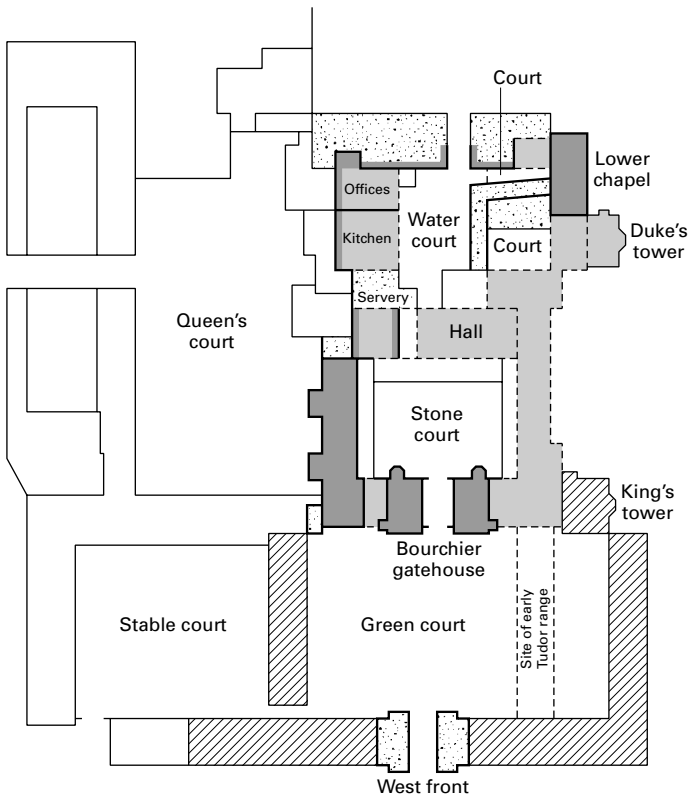 Court
Lower
chapel
Offices
Water
court
Duke's
tower
Kitchen
Court
Servery
Queen's
court
Hall
Stone
court
King's
tower
Bourchier
gatehouse
Stable court
Green court
Site of early
Tudor range
West front